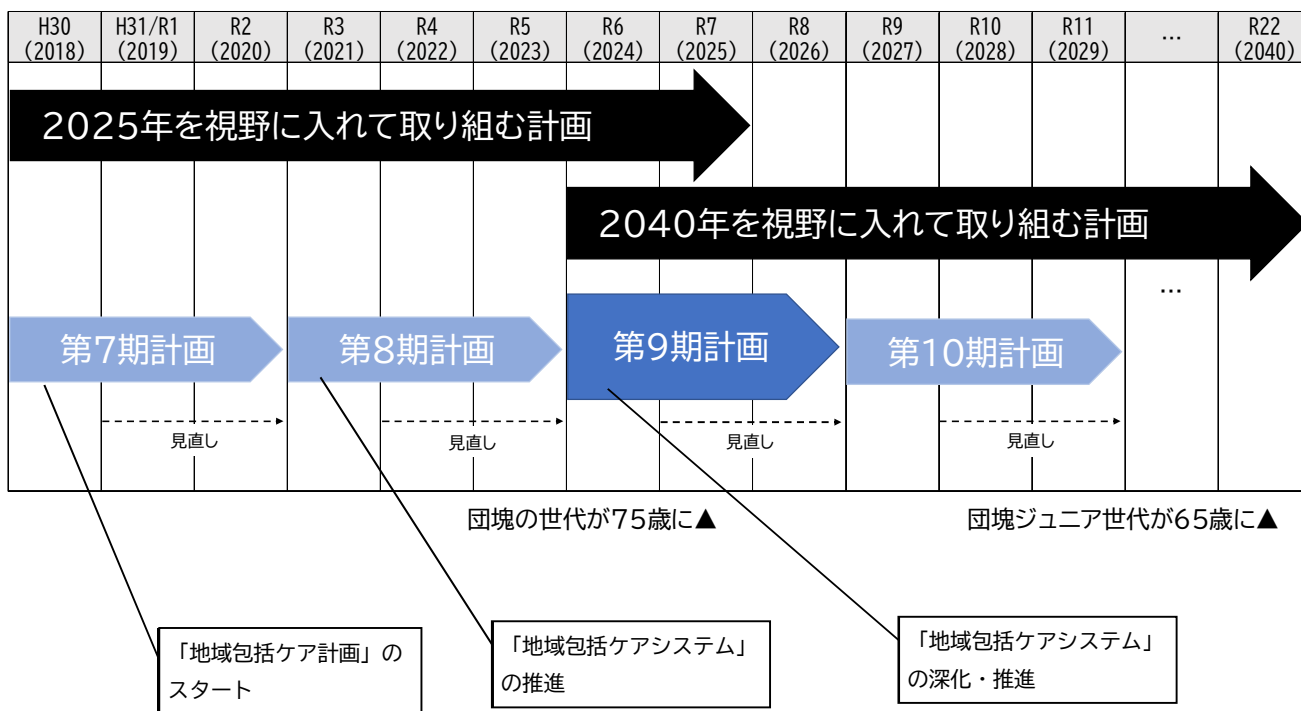 H30 H31/R1 R2 R3 R4 R5 R6 R7 R8 R9 R10 R11 … R22
(2018) (2019) (2020) (2021) (2022) (2023) (2024) (2025) (2026) (2027) (2028) (2029) (2040)
2025年を視野に入れて取り組む計画
2040年を視野に入れて取り組む計画
…
第7期計画 第8期計画 第9期計画 第10期計画
見直し 見直し 見直し 見直し
団塊の世代が75歳に▲ 団塊ジュニア世代が65歳に▲
「地域包括ケア計画」の
スタート
「地域包括ケアシステム」
の推進
「地域包括ケアシステム」
の深化・推進